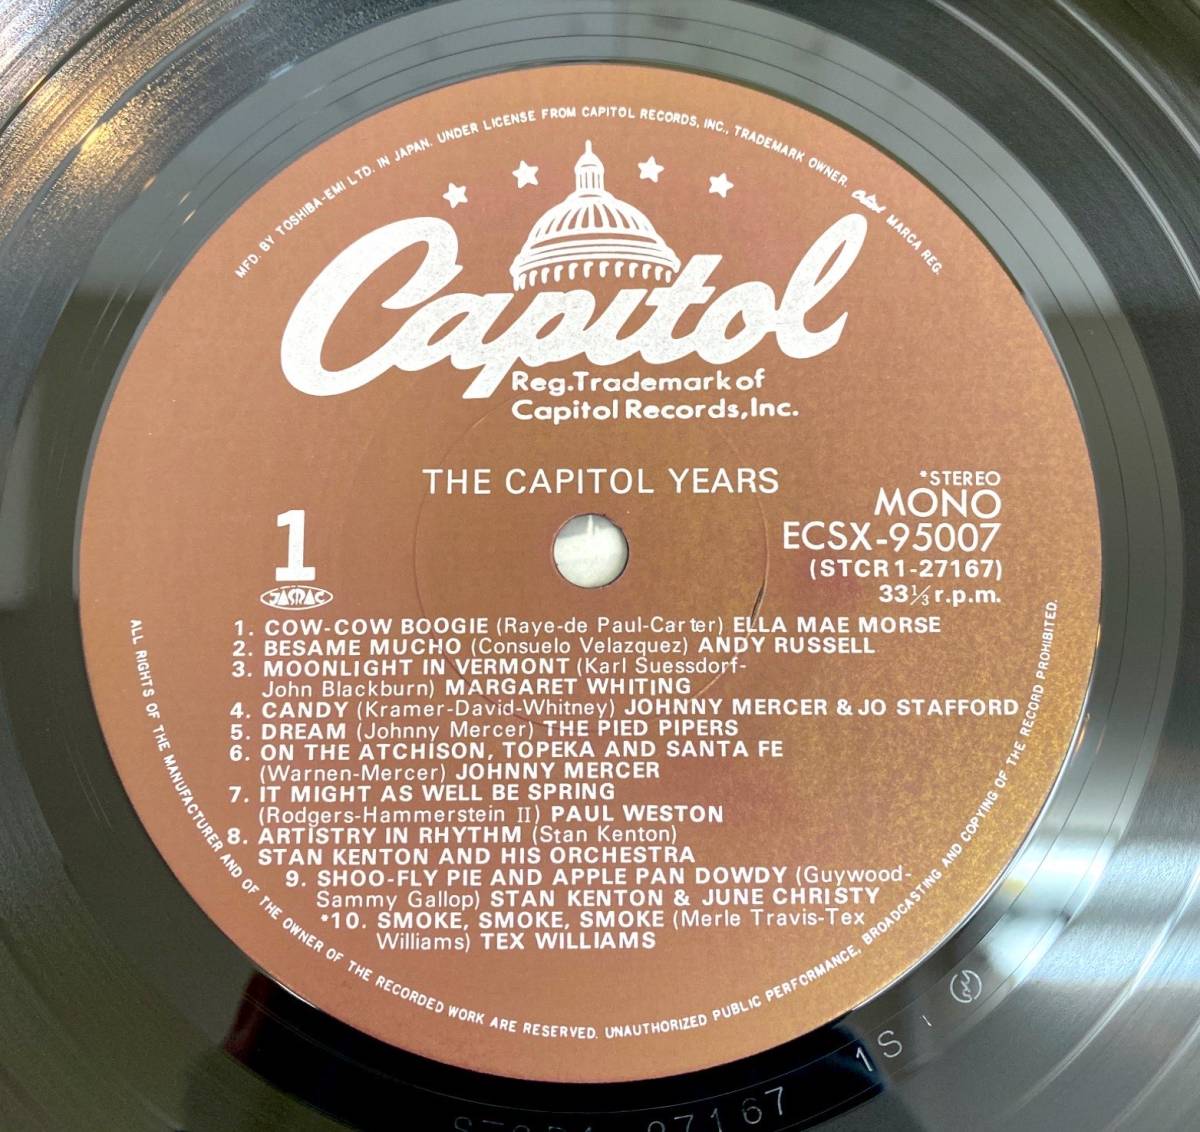 MFD. BY TOSHIBA-EMI LTD. IN JAPAN. UNDER LICENSE FROM CAPITOL RECORDS, INC., TRADEMARK OWNER. Capitol MARCA REG.
Capitol
Reg.Trademark of
Capitol Records,Inc.
THE CAPITOL YEARS
*STEREO
MONO
ECSX-95007
(STCR1-27167)
33⅓ r.p.m.
1
JASRAC
1. COW-COW BOOGIE (Raye-de Paul-Carter) ELLA MAE MORSE
2. BESAME MUCHO (Consuelo Velazquez) ANDY RUSSELL
3. MOONLIGHT IN VERMONT (Karl Suessdorf-
John Blackburn) MARGARET WHITING
4. CANDY (Kramer-David-Whitney) JOHNNY MERCER & JO STAFFORD
5. DREAM (Johnny Mercer) THE PIED PIPERS
6. ON THE ATCHISON, TOPEKA AND SANTA FE
(Warnen-Mercer) JOHNNY MERCER
7. IT MIGHT AS WELL BE SPRING
(Rodgers-Hammerstein II) PAUL WESTON
8. ARTISTRY IN RHYTHM (Stan Kenton)
STAN KENTON AND HIS ORCHESTRA
9. SHOO-FLY PIE AND APPLE PAN DOWDY (Guywood-
Sammy Gallop) STAN KENTON & JUNE CHRISTY
*10. SMOKE, SMOKE, SMOKE (Merle Travis-Tex
Williams) TEX WILLIAMS
ALL RIGHTS OF THE MANUFACTURER AND OF THE OWNER OF THE RECORDED WORK ARE RESERVED. UNAUTHORIZED PUBLIC PERFORMANCE, BROADCASTING AND COPYING OF THE RECORD PROHIBITED.
27167 1S